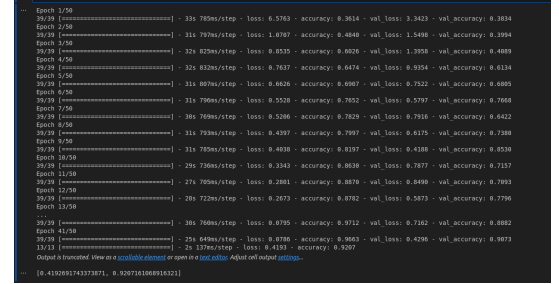 Epoch 1/50
39/39 [==============================] - 33s 785ms/step - loss: 6.5763 - accuracy: 0.3614 - val_loss: 3.3423 - val_accuracy: 0.3834
Epoch 2/50
39/39 [==============================] - 31s 797ms/step - loss: 1.0707 - accuracy: 0.4840 - val_loss: 1.5498 - val_accuracy: 0.3994
Epoch 3/50
39/39 [==============================] - 32s 825ms/step - loss: 0.8535 - accuracy: 0.6026 - val_loss: 1.3958 - val_accuracy: 0.4089
Epoch 4/50
39/39 [==============================] - 32s 832ms/step - loss: 0.7637 - accuracy: 0.6474 - val_loss: 0.9354 - val_accuracy: 0.6134
Epoch 5/50
39/39 [==============================] - 31s 807ms/step - loss: 0.6626 - accuracy: 0.6907 - val_loss: 0.7522 - val_accuracy: 0.6805
Epoch 6/50
39/39 [==============================] - 31s 796ms/step - loss: 0.5528 - accuracy: 0.7652 - val_loss: 0.5797 - val_accuracy: 0.7668
Epoch 7/50
39/39 [==============================] - 30s 769ms/step - loss: 0.5206 - accuracy: 0.7829 - val_loss: 0.7916 - val_accuracy: 0.6422
Epoch 8/50
39/39 [==============================] - 31s 793ms/step - loss: 0.4397 - accuracy: 0.7997 - val_loss: 0.6175 - val_accuracy: 0.7380
Epoch 9/50
39/39 [==============================] - 31s 785ms/step - loss: 0.4038 - accuracy: 0.8197 - val_loss: 0.4188 - val_accuracy: 0.8530
Epoch 10/50
39/39 [==============================] - 29s 736ms/step - loss: 0.3343 - accuracy: 0.8630 - val_loss: 0.7877 - val_accuracy: 0.7157
Epoch 11/50
39/39 [==============================] - 27s 705ms/step - loss: 0.2801 - accuracy: 0.8870 - val_loss: 0.8490 - val_accuracy: 0.7093
Epoch 12/50
39/39 [==============================] - 28s 722ms/step - loss: 0.2673 - accuracy: 0.8782 - val_loss: 0.5873 - val_accuracy: 0.7796
Epoch 13/50
...
39/39 [==============================] - 30s 760ms/step - loss: 0.0795 - accuracy: 0.9712 - val_loss: 0.7162 - val_accuracy: 0.8882
Epoch 41/50
39/39 [==============================] - 25s 649ms/step - loss: 0.0786 - accuracy: 0.9663 - val_loss: 0.4296 - val_accuracy: 0.9073
13/13 [==============================] - 2s 137ms/step - loss: 0.4193 - accuracy: 0.9207
Output is truncated. View as a scrollable element or open in a text editor. Adjust cell output settings...
[0.4192691743373871, 0.9207161068916321]